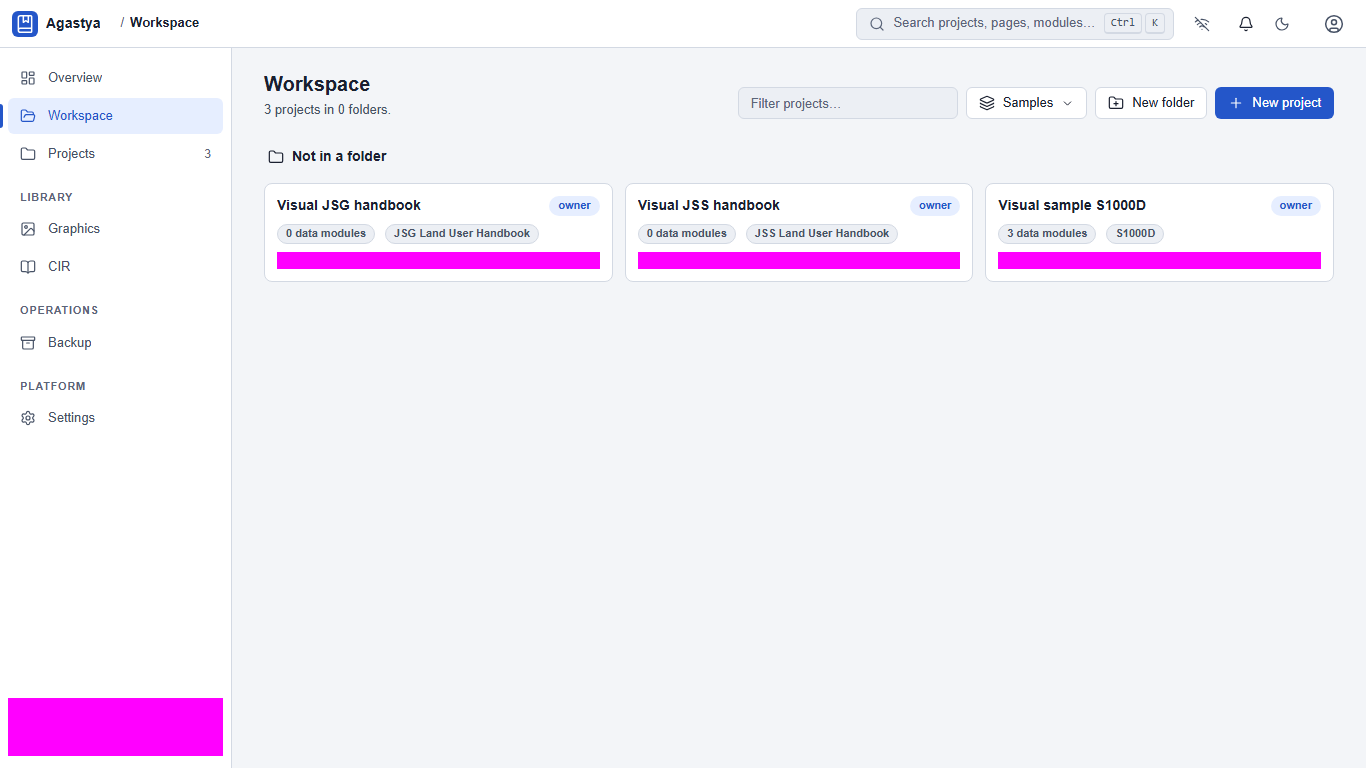 Agastya / Workspace
Search projects, pages, modules... Ctrl K
Overview
Workspace
Projects 3
LIBRARY
Graphics
CIR
OPERATIONS
Backup
PLATFORM
Settings
Workspace
3 projects in 0 folders.
Filter projects...
Samples
New folder
New project
Not in a folder
Visual JSG handbook owner
0 data modules JSG Land User Handbook
Visual JSS handbook owner
0 data modules JSS Land User Handbook
Visual sample S1000D owner
3 data modules S1000D